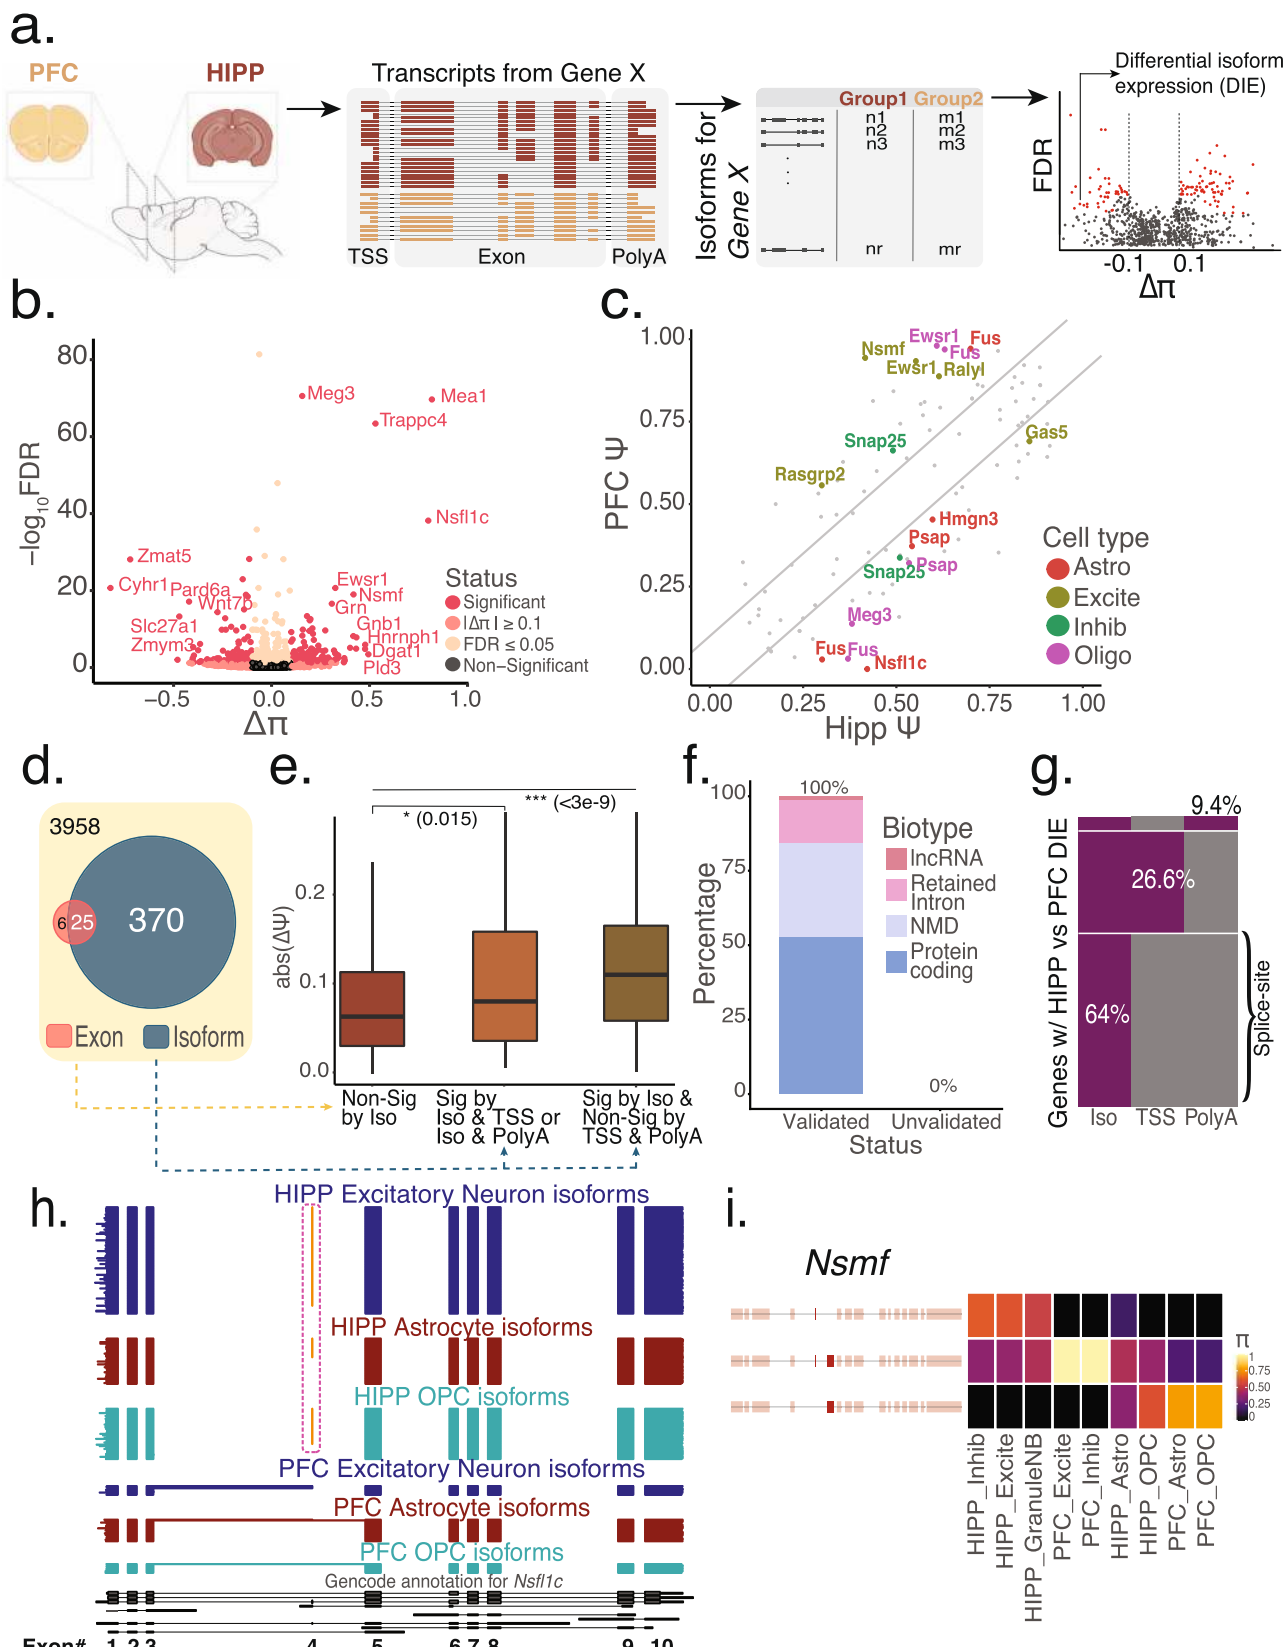 a.
PFC
HIPP
Transcripts from Gene X
TSS
Exon
PolyA
Isoforms for
Gene X
Group1 Group2
n1 m1
n2 m2
n3 m3
nr mr
Differential isoform
expression (DIE)
FDR
-0.1 0.1
Δπ
b.
−log10FDR
80
60
40
20
0
Meg3
Mea1
Trappc4
Nsfl1c
Zmat5
Cyhr1
Pard6a
Wnt7b
Slc27a1
Zmym3
Ewsr1
Nsmf
Grn
Gnb1
Hnrnph1
Dgat1
Pld3
Status
Significant
|Δπ| ≥ 0.1
FDR ≤ 0.05
Non−Significant
−0.5 0.0 0.5 1.0
Δπ
c.
PFC Ψ
1.00
0.75
0.50
0.25
0.00
Ewsr1
Fus
Nsmf
Fus
Ewsr1
Ralyl
Snap25
Gas5
Rasgrp2
Hmgn3
Psap
Snap25
Psap
Meg3
Fus
Fus
Nsfl1c
Cell type
Astro
Excite
Inhib
Oligo
0.00 0.25 0.50 0.75 1.00
Hipp Ψ
d.
3958
6 25 370
Exon Isoform
e.
*** (<3e-9)
* (0.015)
abs(ΔΨ)
0.2
0.1
0.0
Non-Sig
by Iso
Sig by
Iso & TSS or
Iso & PolyA
Sig by Iso &
Non-Sig by
TSS & PolyA
f.
Percentage
100
75
50
25
0
100%
0%
Biotype
lncRNA
Retained
Intron
NMD
Protein
coding
Validated Unvalidated
Status
g.
Genes w/ HIPP vs PFC DIE
9.4%
26.6%
64%
Splice-site
Iso TSS PolyA
h.
HIPP Excitatory Neuron isoforms
HIPP Astrocyte isoforms
HIPP OPC isoforms
PFC Excitatory Neuron isoforms
PFC Astrocyte isoforms
PFC OPC isoforms
Gencode annotation for Nsfl1c
Exon# 1 2 3 4 5 6 7 8 9 10
i.
Nsmf
π
1
0.75
0.50
0.25
0
HIPP_Inhib
HIPP_Excite
HIPP_GranuleNB
PFC_Excite
PFC_Inhib
HIPP_Astro
HIPP_OPC
PFC_Astro
PFC_OPC